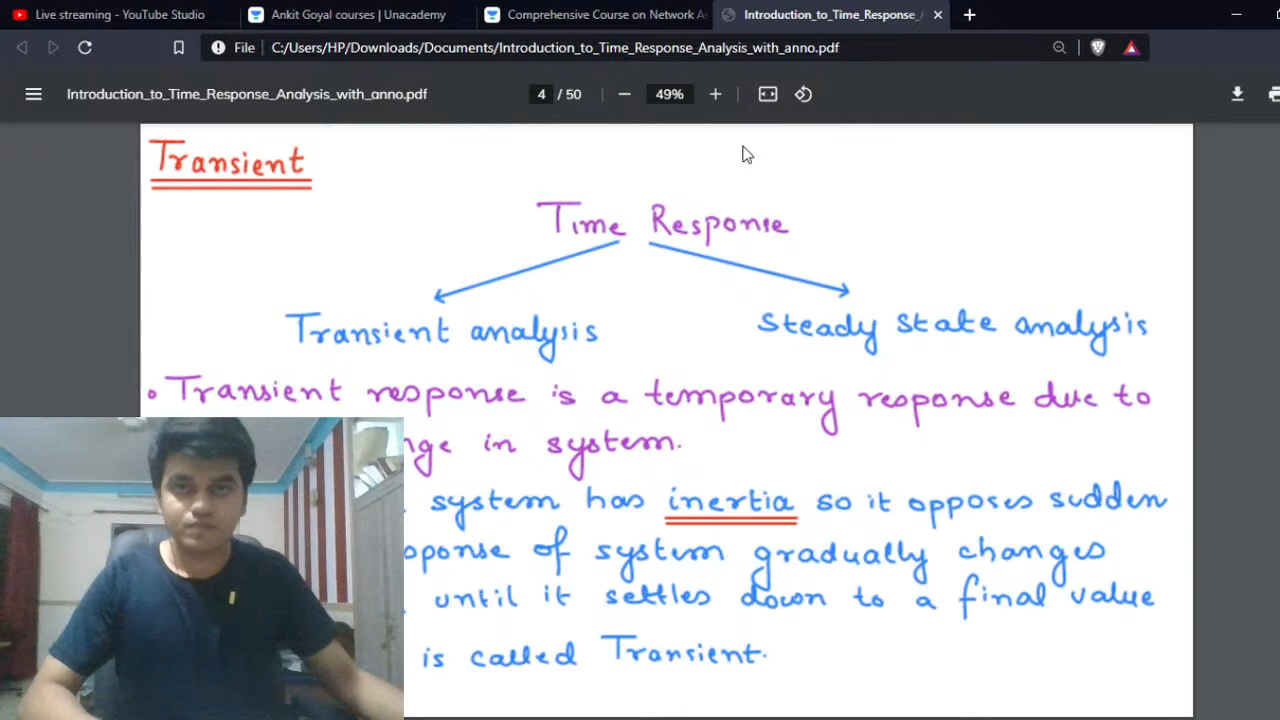 Live streaming - YouTube Studio
Ankit Goyal courses | Unacademy
Comprehensive Course on Network A
Introduction_to_Time_Response_
File C:/Users/HP/Downloads/Documents/Introduction_to_Time_Response_Analysis_with_anno.pdf
Introduction_to_Time_Response_Analysis_with_anno.pdf
4 / 50
49%
Transient
Time Response
Transient analysis
Steady State analysis
• Transient response is a temporary response due to
nge in system.
system has inertia so it opposes sudden
ponse of system gradually changes
until it settles down to a final value
is called Transient.